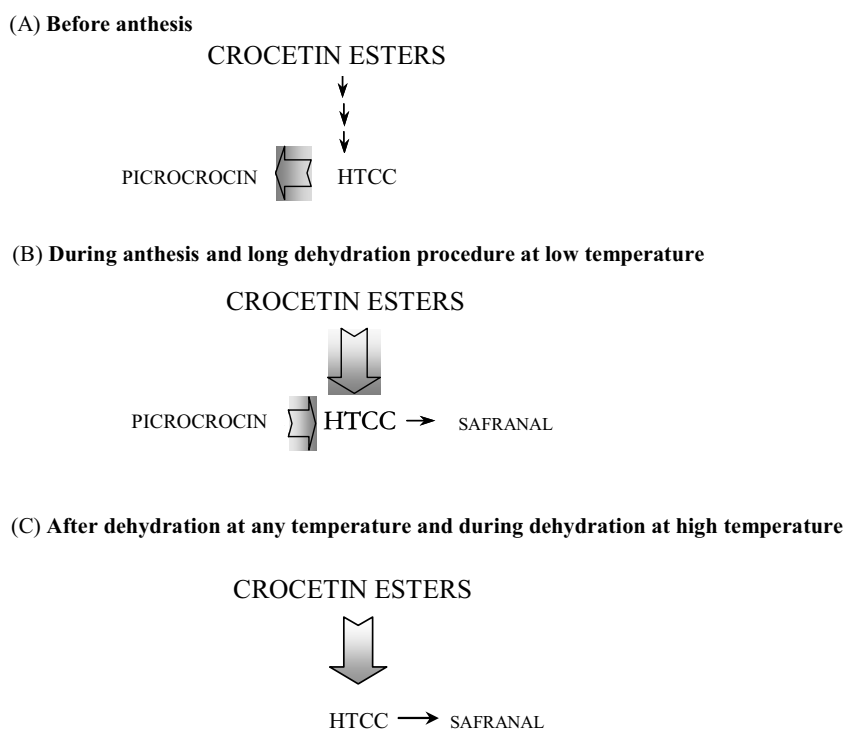 (A) Before anthesis
CROCETIN ESTERS
PICROCROCIN HTCC
(B) During anthesis and long dehydration procedure at low temperature
CROCETIN ESTERS
PICROCROCIN HTCC SAFRANAL
(C) After dehydration at any temperature and during dehydration at high temperature
CROCETIN ESTERS
HTCC SAFRANAL